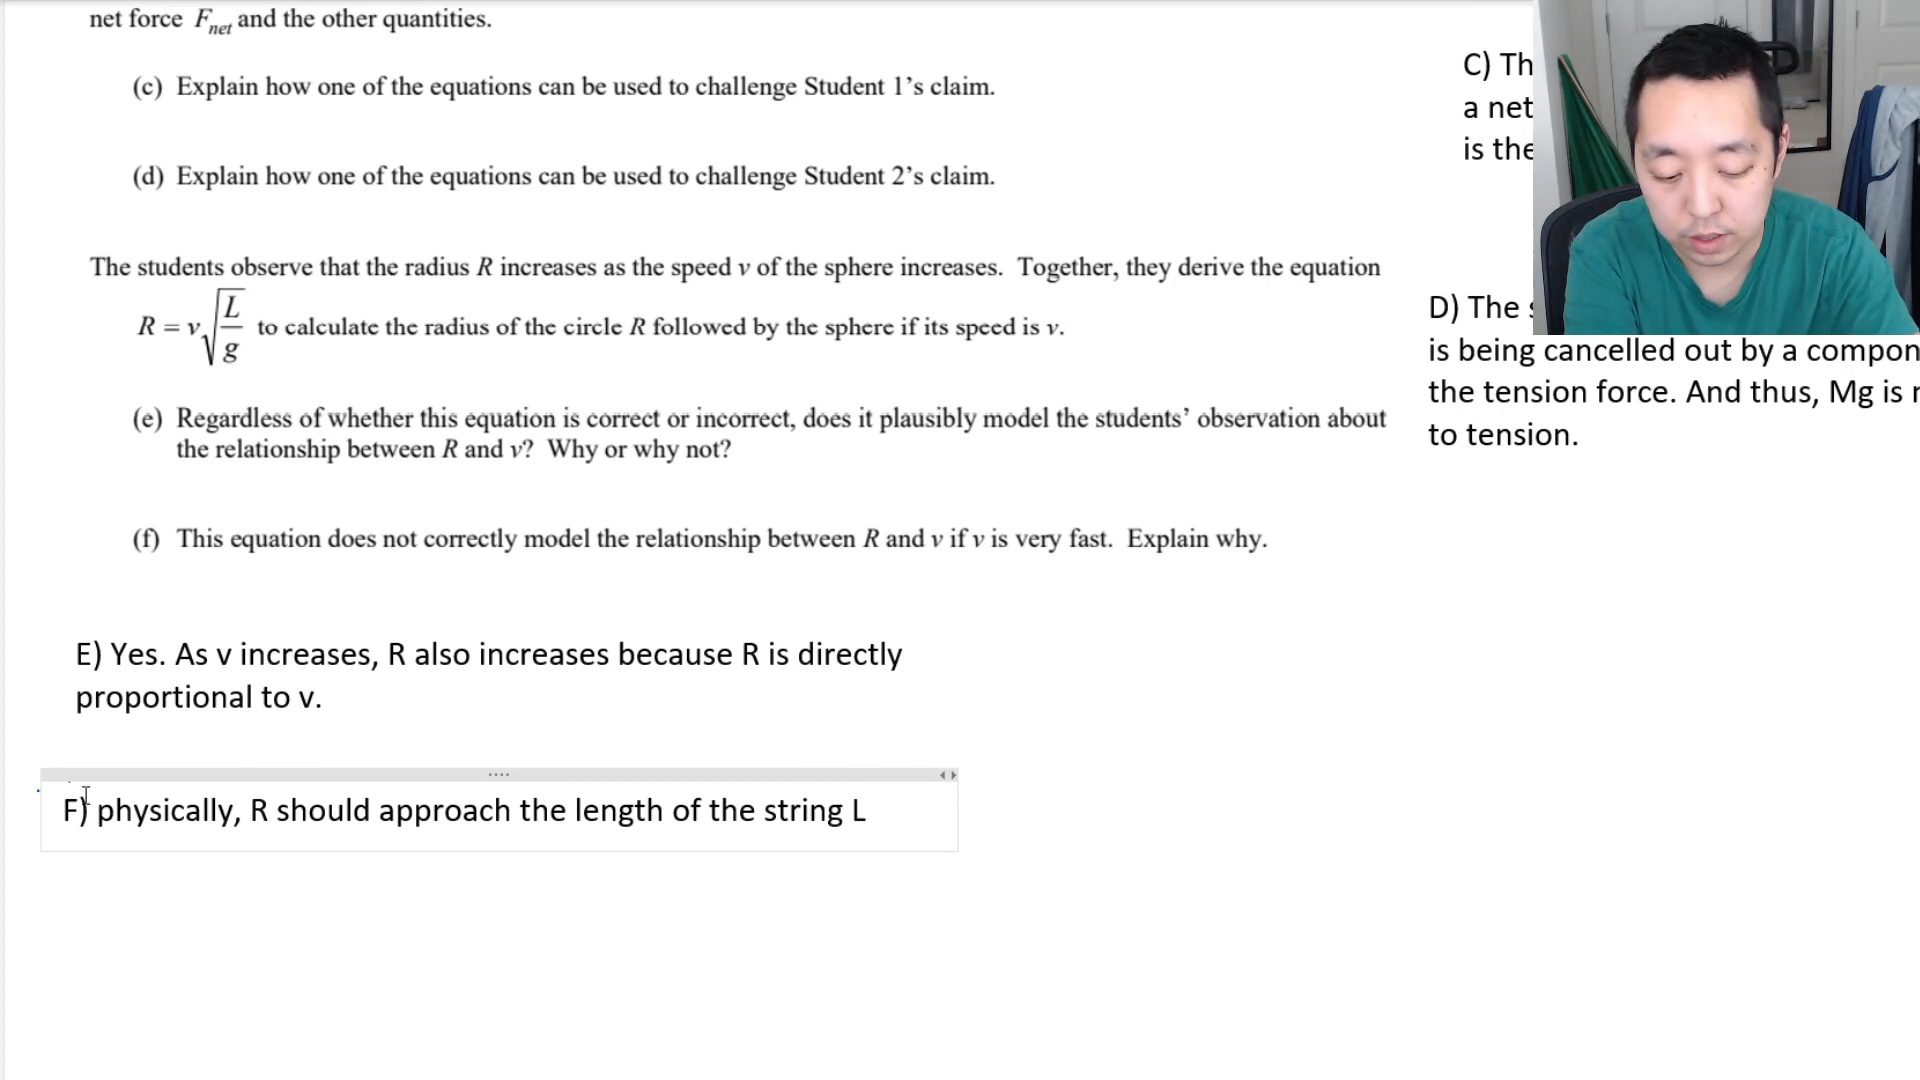 net force F_net and the other quantities.
(c) Explain how one of the equations can be used to challenge Student 1's claim.
(d) Explain how one of the equations can be used to challenge Student 2's claim.
The students observe that the radius R increases as the speed v of the sphere increases. Together, they derive the equation
R = v√(L/g) to calculate the radius of the circle R followed by the sphere if its speed is v.
(e) Regardless of whether this equation is correct or incorrect, does it plausibly model the students' observation about
the relationship between R and v? Why or why not?
(f) This equation does not correctly model the relationship between R and v if v is very fast. Explain why.
E) Yes. As v increases, R also increases because R is directly
proportional to v.
F) physically, R should approach the length of the string L
C) Th
a net
is the
D) The
is being cancelled out by a compon
the tension force. And thus, Mg is
to tension.